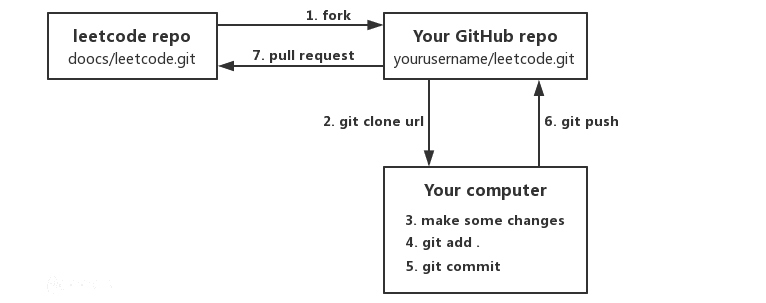 1. fork
leetcode repo
doocs/leetcode.git
Your GitHub repo
yourusername/leetcode.git
7. pull request
2. git clone url
6. git push
Your computer
3. make some changes
4. git add .
5. git commit